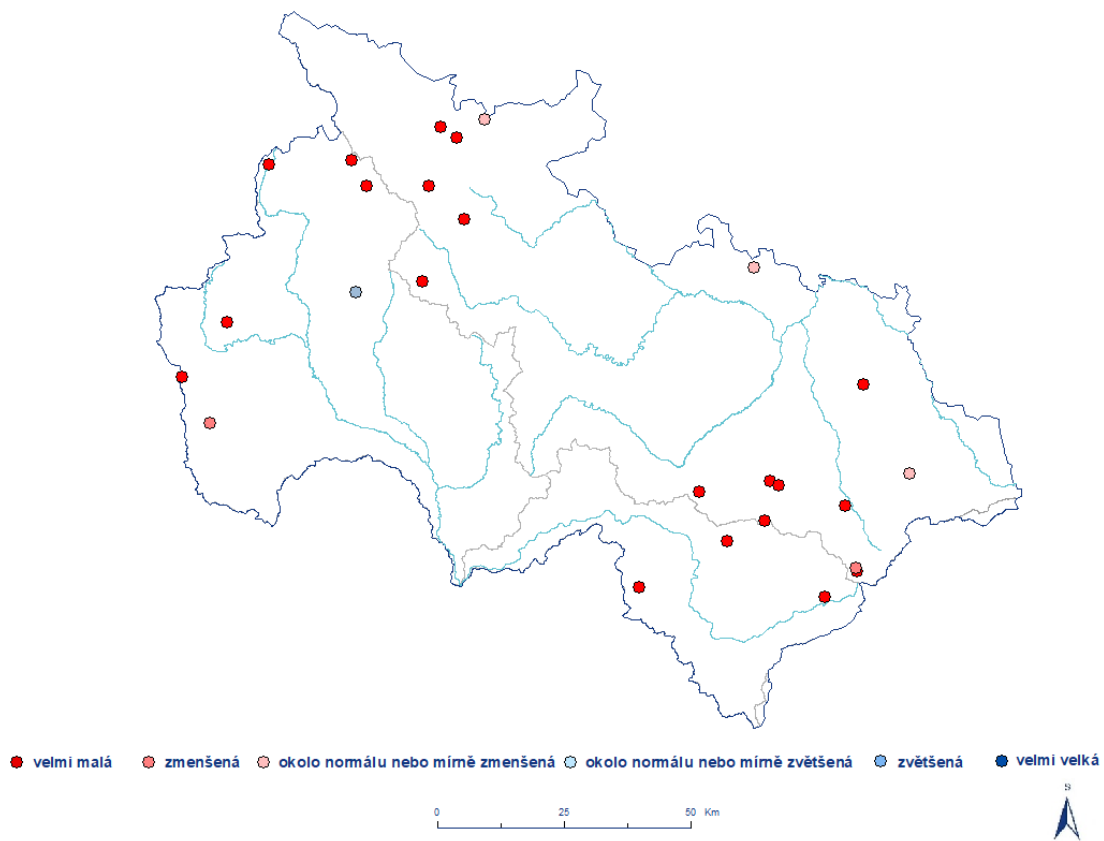 velmi malá zmenšená okolo normálu nebo mírně zmenšená okolo normálu nebo mírně zvětšená zvětšená velmi velká
S
0 25 50 Km